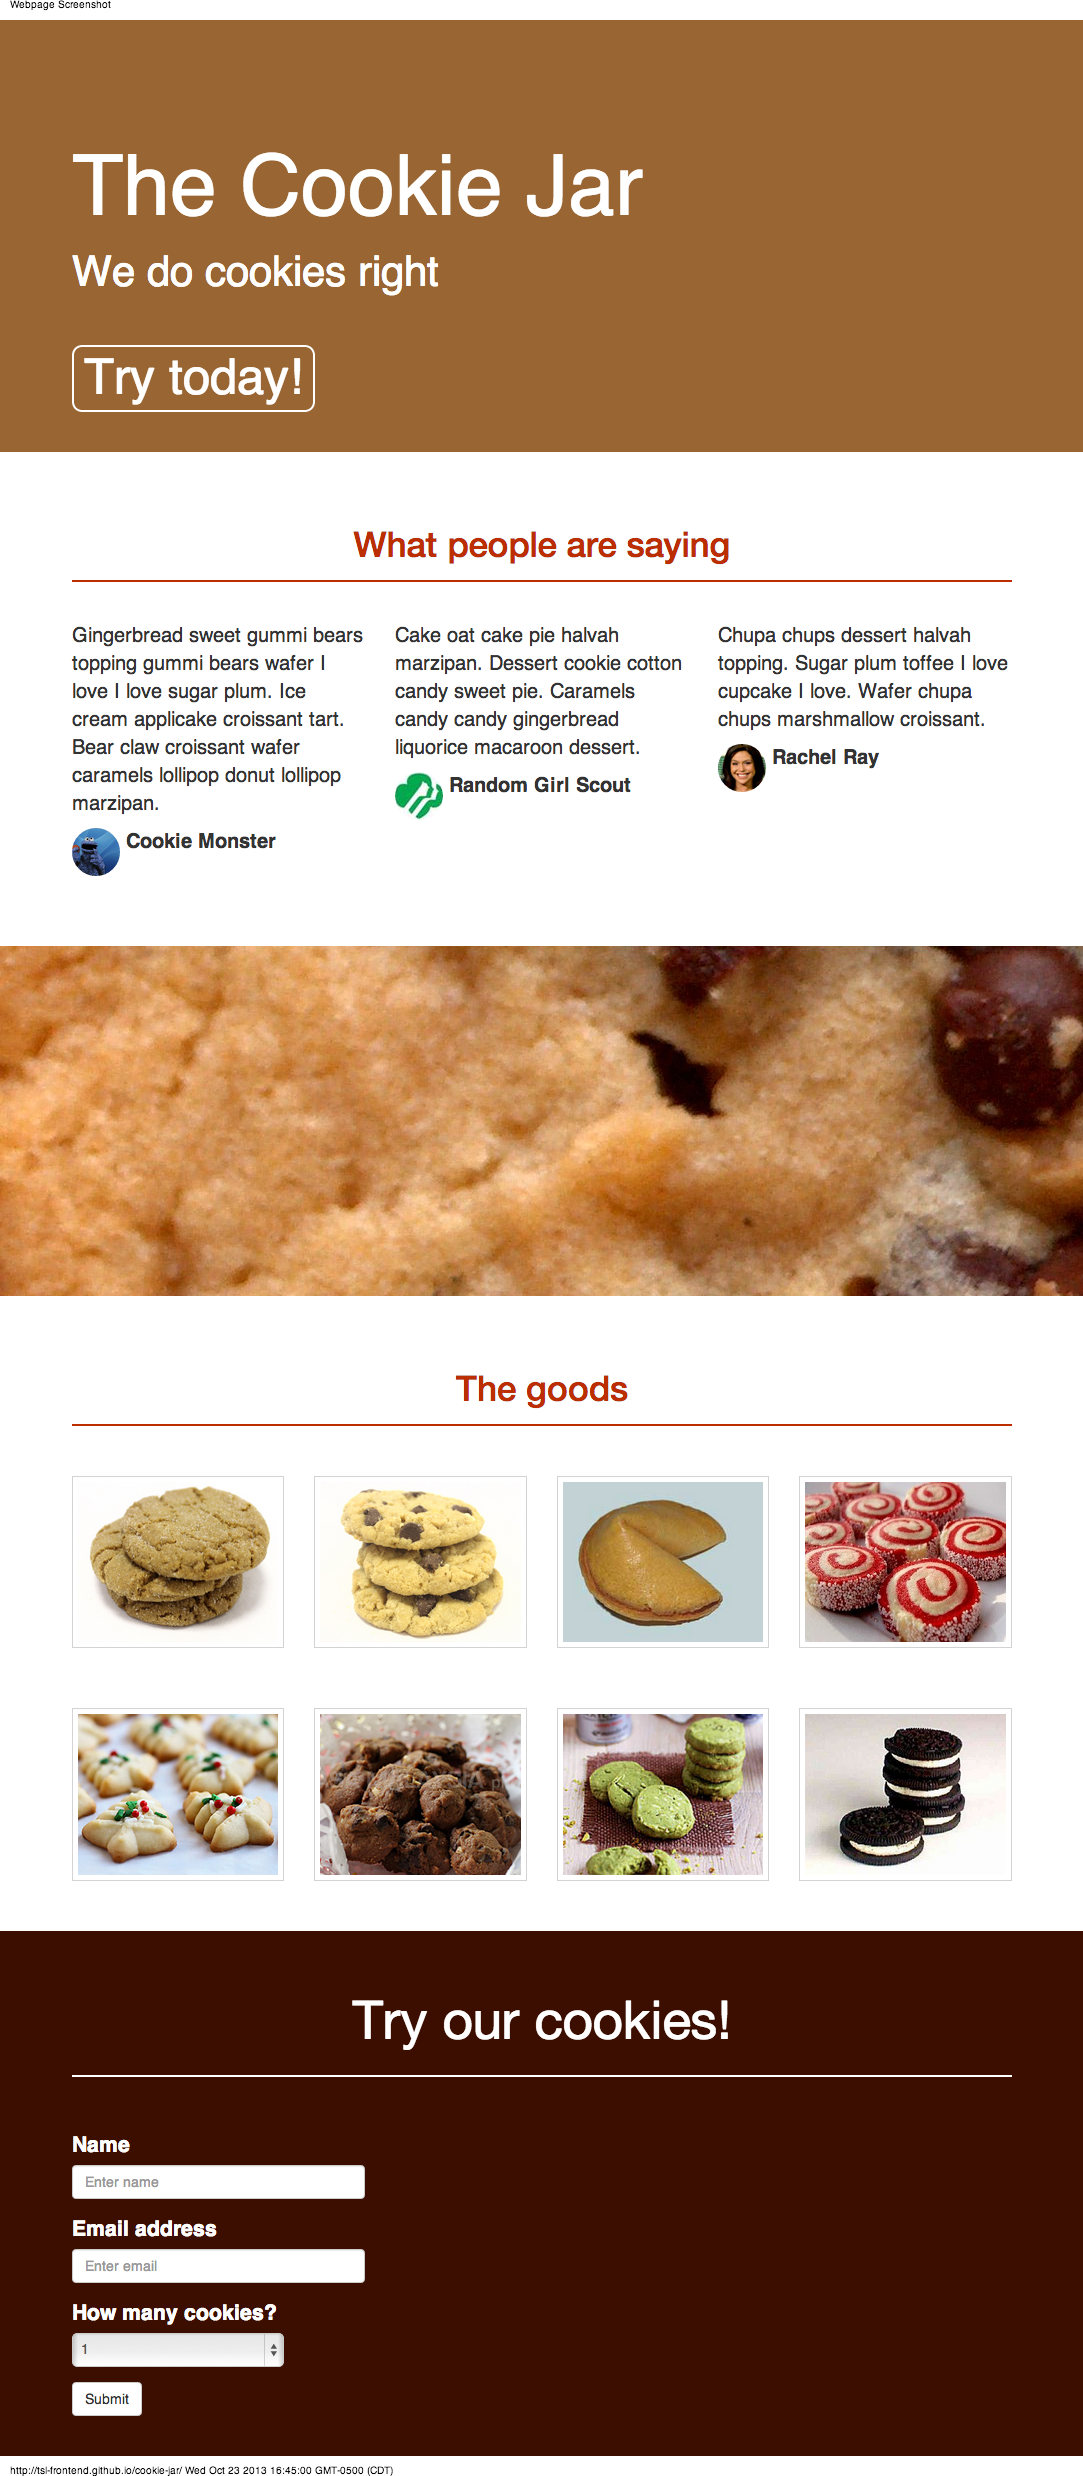 Webpage Screenshot
The Cookie Jar
We do cookies right
Try today!
What people are saying
Gingerbread sweet gummi bears
topping gummi bears wafer I
love I love sugar plum. Ice
cream applicake croissant tart.
Bear claw croissant wafer
caramels lollipop donut lollipop
marzipan.
Cookie Monster
Cake oat cake pie halvah
marzipan. Dessert cookie cotton
candy sweet pie. Caramels
candy candy gingerbread
liquorice macaroon dessert.
Random Girl Scout
Chupa chups dessert halvah
topping. Sugar plum toffee I love
cupcake I love. Wafer chupa
chups marshmallow croissant.
Rachel Ray
The goods
Try our cookies!
Name
Enter name
Email address
Enter email
How many cookies?
1
Submit
http://tsl-frontend.github.io/cookie-jar/ Wed Oct 23 2013 16:45:00 GMT-0500 (CDT)